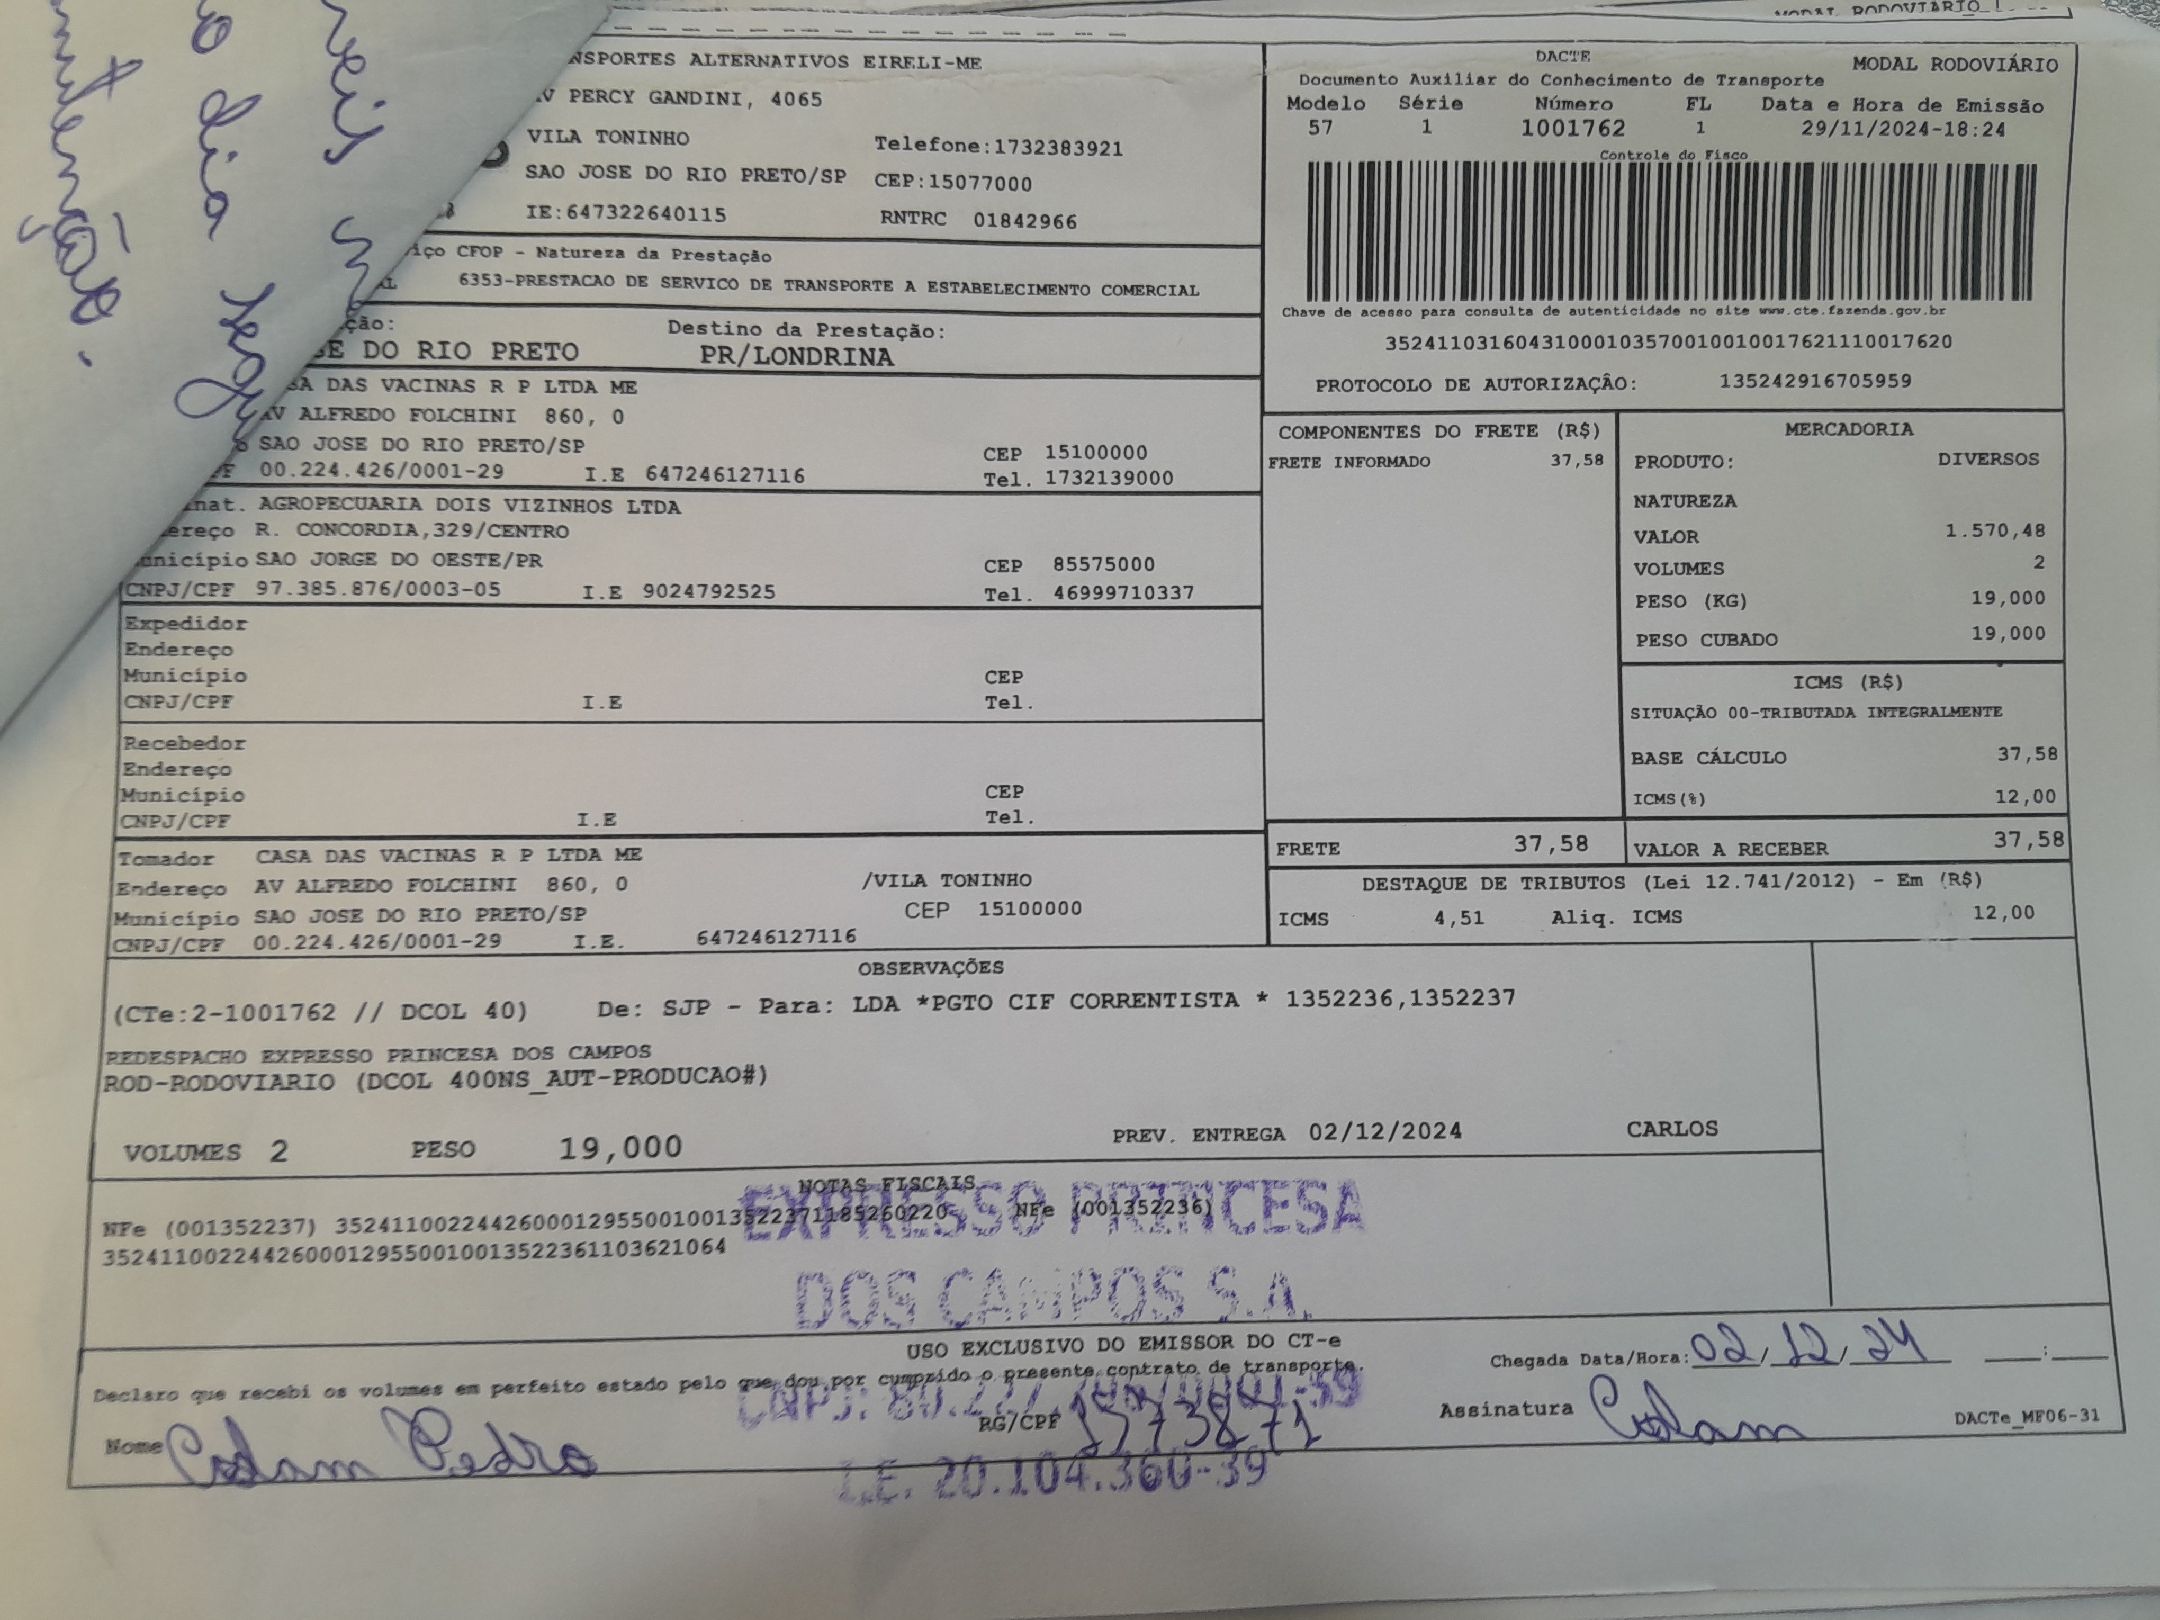 MODAL RODOVIARIO
NSPORTES ALTERNATIVOS EIRELI-ME
AV PERCY GANDINI, 4065
VILA TONINHO Telefone:1732383921
SAO JOSE DO RIO PRETO/SP CEP:15077000
IE:647322640115 RNTRC 01842966
iço CFOP - Natureza da Prestação
6353-PRESTACAO DE SERVICO DE TRANSPORTE A ESTABELECIMENTO COMERCIAL
ção: Destino da Prestação:
SE DO RIO PRETO PR/LONDRINA
DACTE MODAL RODOVIÁRIO
Documento Auxiliar do Conhecimento de Transporte
Modelo Série Número FL Data e Hora de Emissão
57 1 1001762 1 29/11/2024-18:24
Controle do Fisco
Chave de acesso para consulta de autenticidade no site www.cte.fazenda.gov.br
35241103160431000103570010010017621110017620
PROTOCOLO DE AUTORIZAÇÃO: 135242916705959
SA DAS VACINAS R P LTDA ME
AV ALFREDO FOLCHINI 860, 0
SAO JOSE DO RIO PRETO/SP CEP 15100000
PF 00.224.426/0001-29 I.E 647246127116 Tel. 1732139000
inat. AGROPECUARIA DOIS VIZINHOS LTDA
ereço R. CONCORDIA,329/CENTRO
unicípio SAO JORGE DO OESTE/PR CEP 85575000
CNPJ/CPF 97.385.876/0003-05 I.E 9024792525 Tel. 46999710337
Expedidor
Endereço
Município CEP
CNPJ/CPF I.E Tel.
Recebedor
Endereço
Município CEP
CNPJ/CPF I.E Tel.
Tomador CASA DAS VACINAS R P LTDA ME
Endereço AV ALFREDO FOLCHINI 860, 0 /VILA TONINHO
Município SAO JOSE DO RIO PRETO/SP CEP 15100000
CNPJ/CPF 00.224.426/0001-29 I.E. 647246127116
COMPONENTES DO FRETE (R$)
FRETE INFORMADO 37,58
MERCADORIA
PRODUTO: DIVERSOS
NATUREZA
VALOR 1.570,48
VOLUMES 2
PESO (KG) 19,000
PESO CUBADO 19,000
ICMS (R$)
SITUAÇÃO 00-TRIBUTADA INTEGRALMENTE
BASE CÁLCULO 37,58
ICMS(%) 12,00
FRETE 37,58 VALOR A RECEBER 37,58
DESTAQUE DE TRIBUTOS (Lei 12.741/2012) - Em (R$)
ICMS 4,51 Aliq. ICMS 12,00
OBSERVAÇÕES
(CTe:2-1001762 // DCOL 40) De: SJP - Para: LDA *PGTO CIF CORRENTISTA * 1352236,1352237
REDESPACHO EXPRESSO PRINCESA DOS CAMPOS
ROD-RODOVIARIO (DCOL 400NS_AUT-PRODUCAO#)
VOLUMES 2 PESO 19,000 PREV. ENTREGA 02/12/2024 CARLOS
NOTAS FISCAIS
NFe (001352237) 35241100224426000129550010013522371185260220 NFe (001352236)
35241100224426000129550010013522361103621064
EXPRESSO PRINCESA
DOS CAMPOS S.A.
USO EXCLUSIVO DO EMISSOR DO CT-e
Chegada Data/Hora: 02/12/24 __:__
Declaro que recebi os volumes em perfeito estado pelo que dou por cumprido o presente contrato de transporte.
Nome RG/CPF 15773871 Assinatura DACTe_MF06-31
I.E. 20.104.360-39